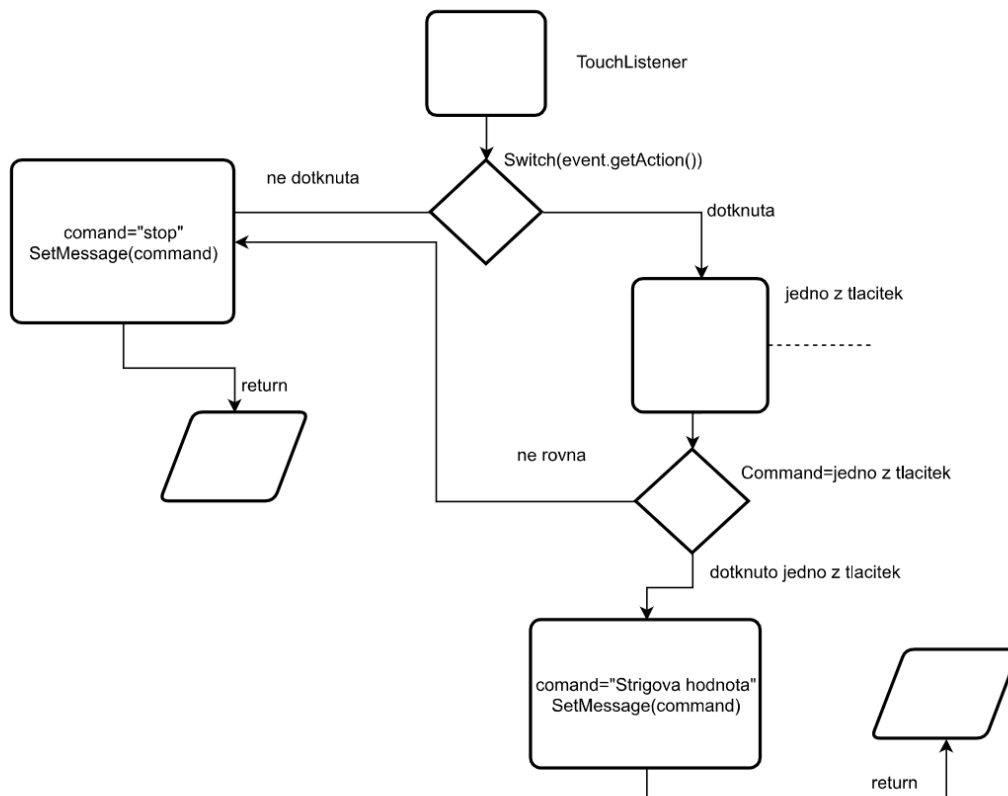 TouchListener
Switch(event.getAction())
ne dotknuta
dotknuta
comand="stop"
SetMessage(command)
jedno z tlacitek
return
ne rovna
Command=jedno z tlacitek
dotknuto jedno z tlacitek
comand="Strigova hodnota"
SetMessage(command)
return